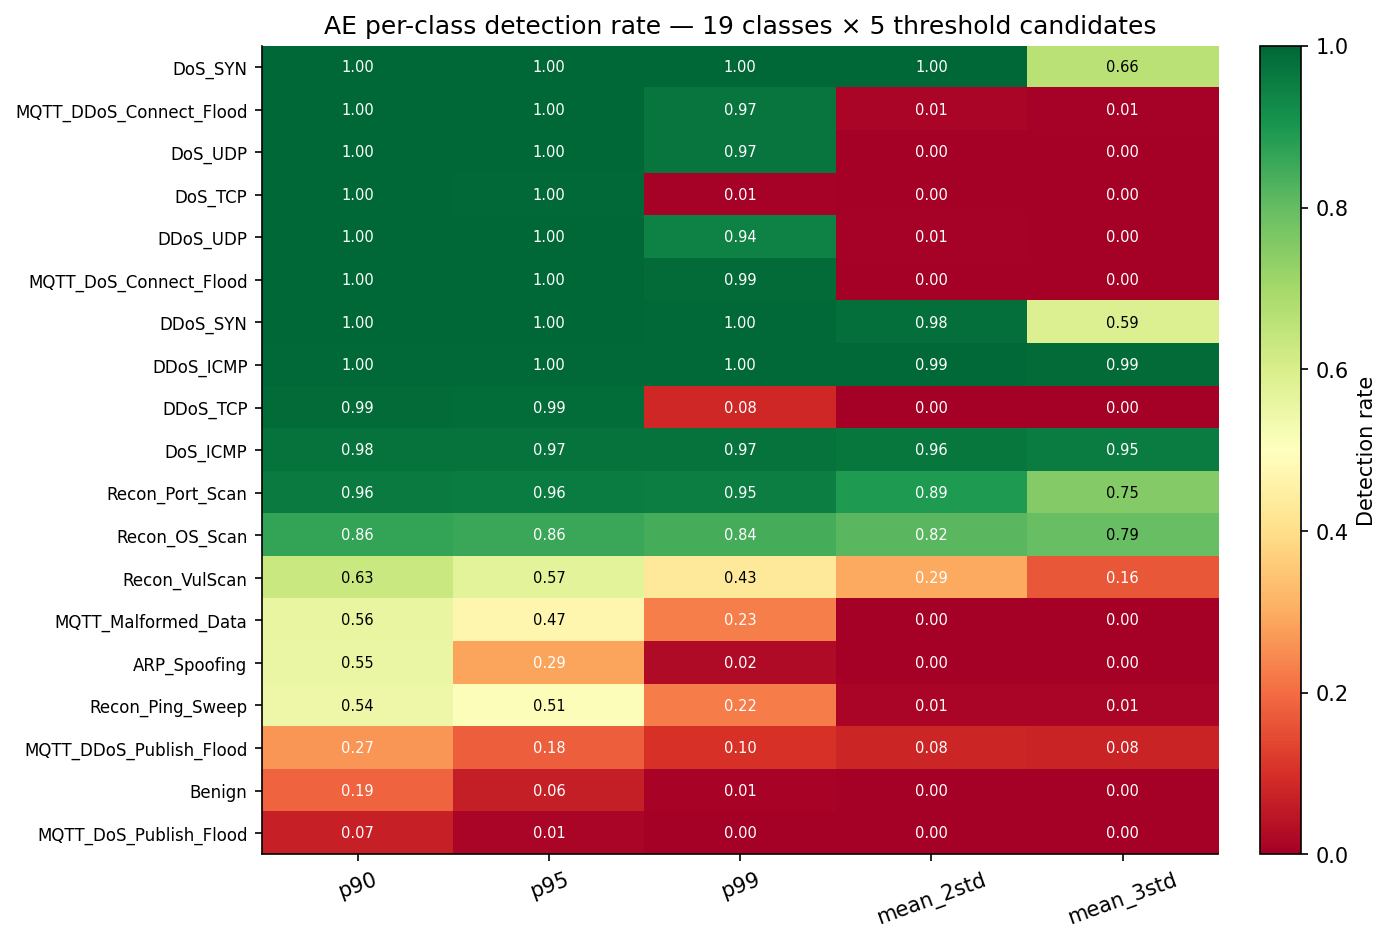 AE per-class detection rate — 19 classes × 5 threshold candidates
DoS_SYN 1.00 1.00 1.00 1.00 0.66
MQTT_DDoS_Connect_Flood 1.00 1.00 0.97 0.01 0.01
DoS_UDP 1.00 1.00 0.97 0.00 0.00
DoS_TCP 1.00 1.00 0.01 0.00 0.00
DDoS_UDP 1.00 1.00 0.94 0.01 0.00
MQTT_DoS_Connect_Flood 1.00 1.00 0.99 0.00 0.00
DDoS_SYN 1.00 1.00 1.00 0.98 0.59
DDoS_ICMP 1.00 1.00 1.00 0.99 0.99
DDoS_TCP 0.99 0.99 0.08 0.00 0.00
DoS_ICMP 0.98 0.97 0.97 0.96 0.95
Recon_Port_Scan 0.96 0.96 0.95 0.89 0.75
Recon_OS_Scan 0.86 0.86 0.84 0.82 0.79
Recon_VulScan 0.63 0.57 0.43 0.29 0.16
MQTT_Malformed_Data 0.56 0.47 0.23 0.00 0.00
ARP_Spoofing 0.55 0.29 0.02 0.00 0.00
Recon_Ping_Sweep 0.54 0.51 0.22 0.01 0.01
MQTT_DDoS_Publish_Flood 0.27 0.18 0.10 0.08 0.08
Benign 0.19 0.06 0.01 0.00 0.00
MQTT_DoS_Publish_Flood 0.07 0.01 0.00 0.00 0.00
p90 p95 p99 mean_2std mean_3std
1.0
0.8
0.6
0.4
0.2
0.0
Detection rate